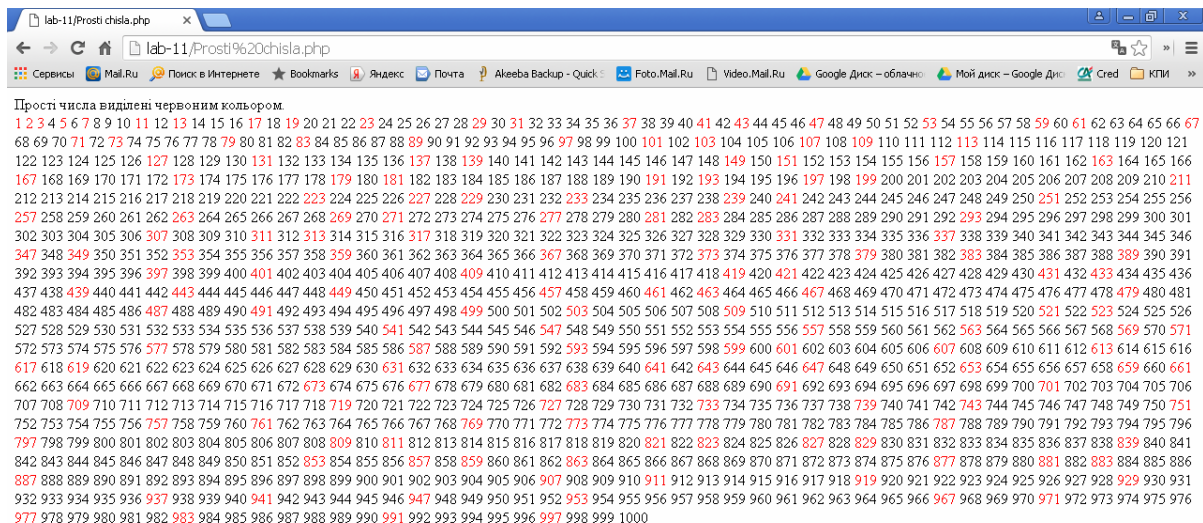 lab-11/Prosti chisla.php
lab-11/Prosti%20chisla.php
Сервисы Mail.Ru Поиск в Интернете Bookmarks Яндекс Почта Akeeba Backup - Quick S Foto.Mail.Ru Video.Mail.Ru Google Диск – облачно Мой диск – Google Дис Cred КПИ »
Прості числа виділені червоним кольором.
1 2 3 4 5 6 7 8 9 10 11 12 13 14 15 16 17 18 19 20 21 22 23 24 25 26 27 28 29 30 31 32 33 34 35 36 37 38 39 40 41 42 43 44 45 46 47 48 49 50 51 52 53 54 55 56 57 58 59 60 61 62 63 64 65 66 67
68 69 70 71 72 73 74 75 76 77 78 79 80 81 82 83 84 85 86 87 88 89 90 91 92 93 94 95 96 97 98 99 100 101 102 103 104 105 106 107 108 109 110 111 112 113 114 115 116 117 118 119 120 121
122 123 124 125 126 127 128 129 130 131 132 133 134 135 136 137 138 139 140 141 142 143 144 145 146 147 148 149 150 151 152 153 154 155 156 157 158 159 160 161 162 163 164 165 166
167 168 169 170 171 172 173 174 175 176 177 178 179 180 181 182 183 184 185 186 187 188 189 190 191 192 193 194 195 196 197 198 199 200 201 202 203 204 205 206 207 208 209 210 211
212 213 214 215 216 217 218 219 220 221 222 223 224 225 226 227 228 229 230 231 232 233 234 235 236 237 238 239 240 241 242 243 244 245 246 247 248 249 250 251 252 253 254 255 256
257 258 259 260 261 262 263 264 265 266 267 268 269 270 271 272 273 274 275 276 277 278 279 280 281 282 283 284 285 286 287 288 289 290 291 292 293 294 295 296 297 298 299 300 301
302 303 304 305 306 307 308 309 310 311 312 313 314 315 316 317 318 319 320 321 322 323 324 325 326 327 328 329 330 331 332 333 334 335 336 337 338 339 340 341 342 343 344 345 346
347 348 349 350 351 352 353 354 355 356 357 358 359 360 361 362 363 364 365 366 367 368 369 370 371 372 373 374 375 376 377 378 379 380 381 382 383 384 385 386 387 388 389 390 391
392 393 394 395 396 397 398 399 400 401 402 403 404 405 406 407 408 409 410 411 412 413 414 415 416 417 418 419 420 421 422 423 424 425 426 427 428 429 430 431 432 433 434 435 436
437 438 439 440 441 442 443 444 445 446 447 448 449 450 451 452 453 454 455 456 457 458 459 460 461 462 463 464 465 466 467 468 469 470 471 472 473 474 475 476 477 478 479 480 481
482 483 484 485 486 487 488 489 490 491 492 493 494 495 496 497 498 499 500 501 502 503 504 505 506 507 508 509 510 511 512 513 514 515 516 517 518 519 520 521 522 523 524 525 526
527 528 529 530 531 532 533 534 535 536 537 538 539 540 541 542 543 544 545 546 547 548 549 550 551 552 553 554 555 556 557 558 559 560 561 562 563 564 565 566 567 568 569 570 571
572 573 574 575 576 577 578 579 580 581 582 583 584 585 586 587 588 589 590 591 592 593 594 595 596 597 598 599 600 601 602 603 604 605 606 607 608 609 610 611 612 613 614 615 616
617 618 619 620 621 622 623 624 625 626 627 628 629 630 631 632 633 634 635 636 637 638 639 640 641 642 643 644 645 646 647 648 649 650 651 652 653 654 655 656 657 658 659 660 661
662 663 664 665 666 667 668 669 670 671 672 673 674 675 676 677 678 679 680 681 682 683 684 685 686 687 688 689 690 691 692 693 694 695 696 697 698 699 700 701 702 703 704 705 706
707 708 709 710 711 712 713 714 715 716 717 718 719 720 721 722 723 724 725 726 727 728 729 730 731 732 733 734 735 736 737 738 739 740 741 742 743 744 745 746 747 748 749 750 751
752 753 754 755 756 757 758 759 760 761 762 763 764 765 766 767 768 769 770 771 772 773 774 775 776 777 778 779 780 781 782 783 784 785 786 787 788 789 790 791 792 793 794 795 796
797 798 799 800 801 802 803 804 805 806 807 808 809 810 811 812 813 814 815 816 817 818 819 820 821 822 823 824 825 826 827 828 829 830 831 832 833 834 835 836 837 838 839 840 841
842 843 844 845 846 847 848 849 850 851 852 853 854 855 856 857 858 859 860 861 862 863 864 865 866 867 868 869 870 871 872 873 874 875 876 877 878 879 880 881 882 883 884 885 886
887 888 889 890 891 892 893 894 895 896 897 898 899 900 901 902 903 904 905 906 907 908 909 910 911 912 913 914 915 916 917 918 919 920 921 922 923 924 925 926 927 928 929 930 931
932 933 934 935 936 937 938 939 940 941 942 943 944 945 946 947 948 949 950 951 952 953 954 955 956 957 958 959 960 961 962 963 964 965 966 967 968 969 970 971 972 973 974 975 976
977 978 979 980 981 982 983 984 985 986 987 988 989 990 991 992 993 994 995 996 997 998 999 1000